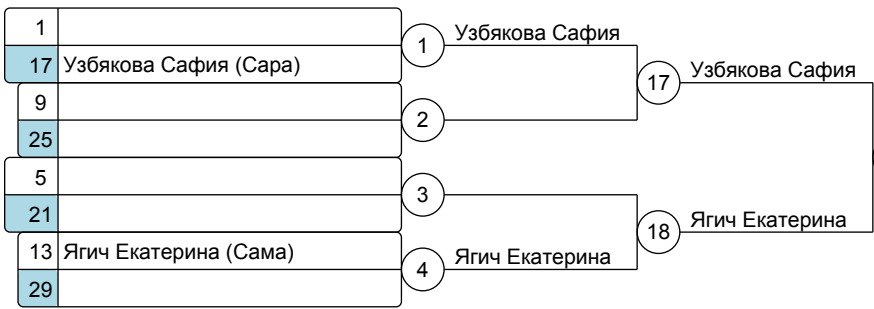 1
1 Узбякова Сафия
17 Узбякова Сафия (Сара)
17 Узбякова Сафия
9
2
25
5
3
21
18 Ягич Екатерина
13 Ягич Екатерина (Сама)
4 Ягич Екатерина
29